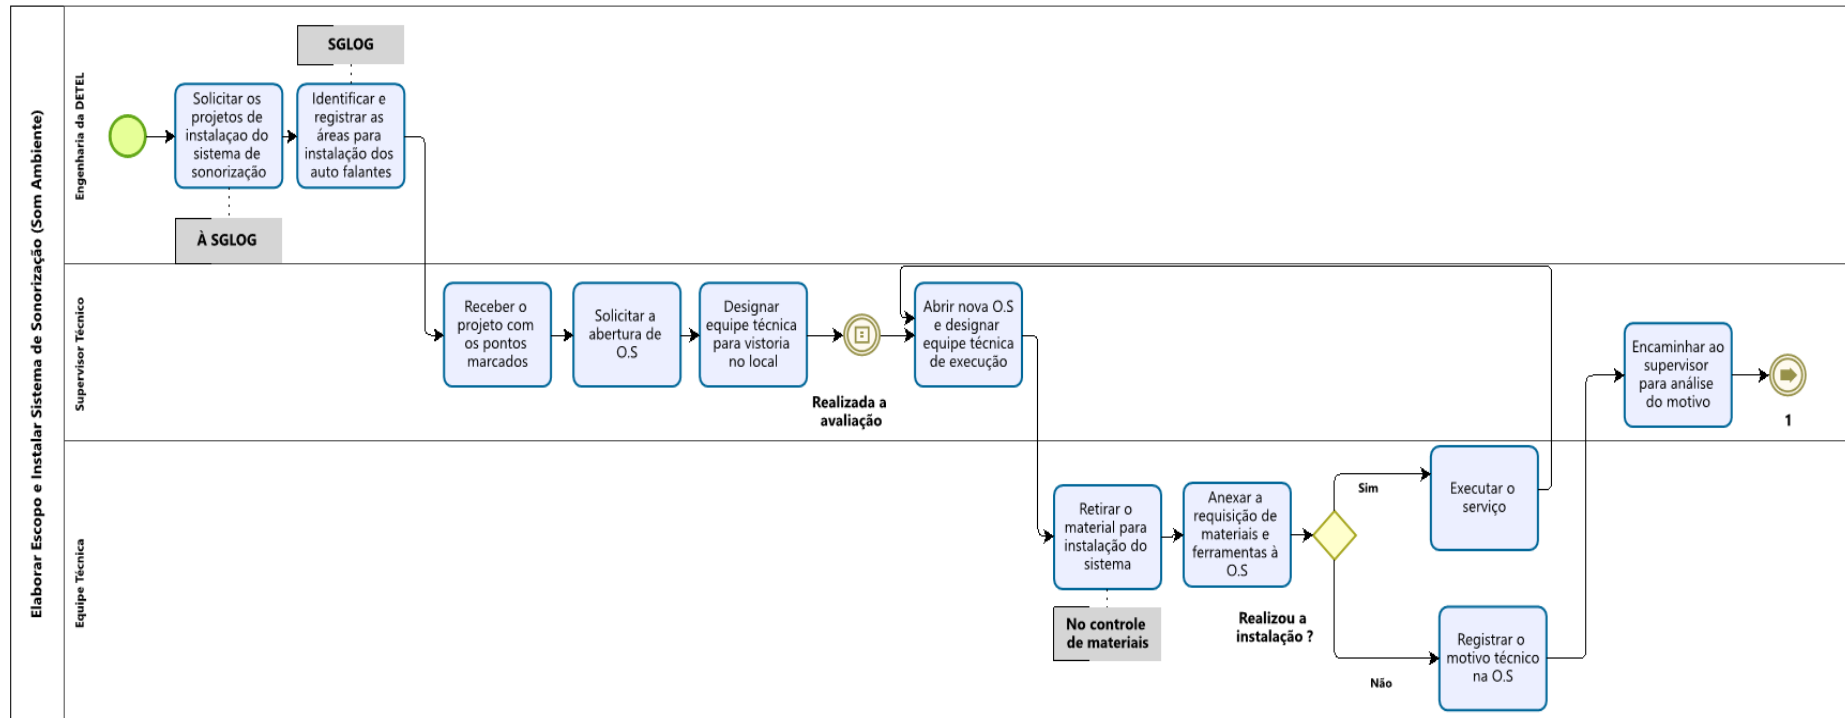 Elaborar Escopo e Instalar Sistema de Sonorização (Som Ambiente)
Engenharia da DETEL
SGLOG
Solicitar os
projetos de
instalaçao do
sistema de
sonorização
Identificar e
registrar as
áreas para
instalação dos
auto falantes
À SGLOG
Supervisor Técnico
Receber o
projeto com
os pontos
marcados
Solicitar a
abertura de
O.S
Designar
equipe técnica
para vistoria
no local
Realizada a
avaliação
Abrir nova O.S
e designar
equipe técnica
de execução
Encaminhar ao
supervisor
para análise
do motivo
1
Equipe Técnica
Retirar o
material para
instalação do
sistema
No controle
de materiais
Anexar a
requisição de
materiais e
ferramentas à
O.S
Realizou a
instalação ?
Sim
Executar o
serviço
Não
Registrar o
motivo técnico
na O.S